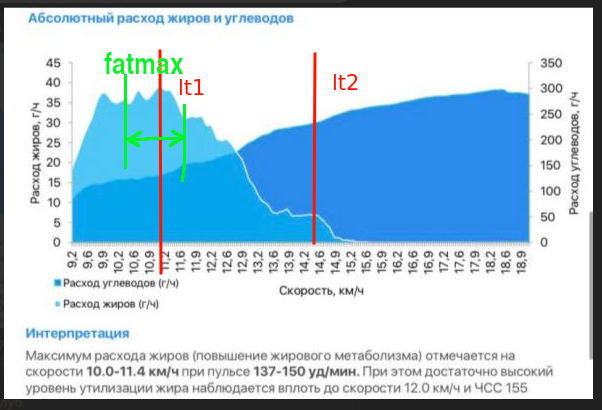 Абсолютный расход жиров и углеводов
fatmax
lt1
lt2
Расход жиров, г/ч
45
40
35
30
25
20
15
10
5
0
350
300
250
200
150
100
50
0
Расход углеводов, г/ч
9,2 9,6 9,9 10,2 10,6 10,9 11,2 11,6 11,9 12,2 12,6 12,9 13,2 13,6 13,9 14,2 14,6 14,9 15,2 15,6 15,9 16,2 16,6 16,9 17,2 17,6 17,9 18,2 18,6 18,9
Скорость, км/ч
Расход углеводов (г/ч)
Расход жиров (г/ч)
Интерпретация
Максимум расхода жиров (повышение жирового метаболизма) отмечается на
скорости 10.0-11.4 км/ч при пульсе 137-150 уд/мин. При этом достаточно высокий
уровень утилизации жира наблюдается вплоть до скорости 12.0 км/ч и ЧСС 155